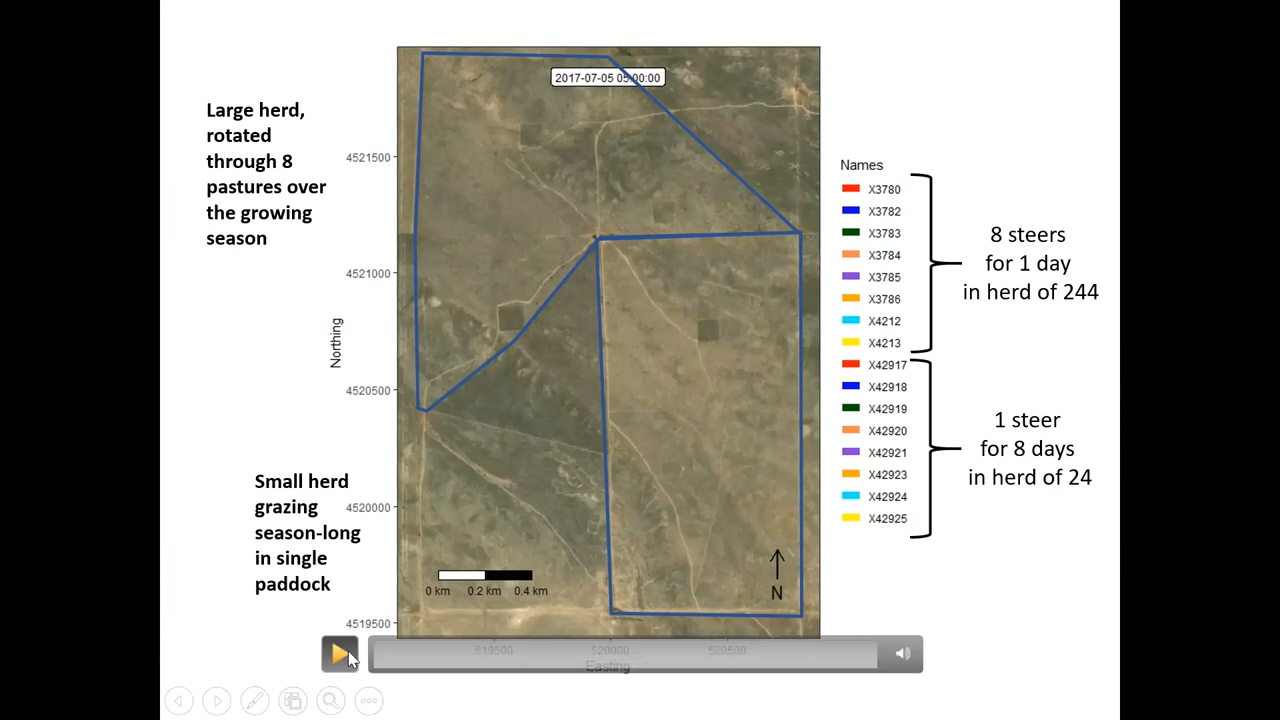 2017-07-05 05:00:00
Large herd,
rotated
through 8
pastures over
the growing
season
Small herd
grazing
season-long
in single
paddock
Northing
4521500
4521000
4520500
4520000
4519500
0 km 0.2 km 0.4 km
N
519500 520000 520500
Easting
Names
X3780
X3782
X3783
X3784
X3785
X3786
X4212
X4213
X42917
X42918
X42919
X42920
X42921
X42923
X42924
X42925
8 steers
for 1 day
in herd of 244
1 steer
for 8 days
in herd of 24